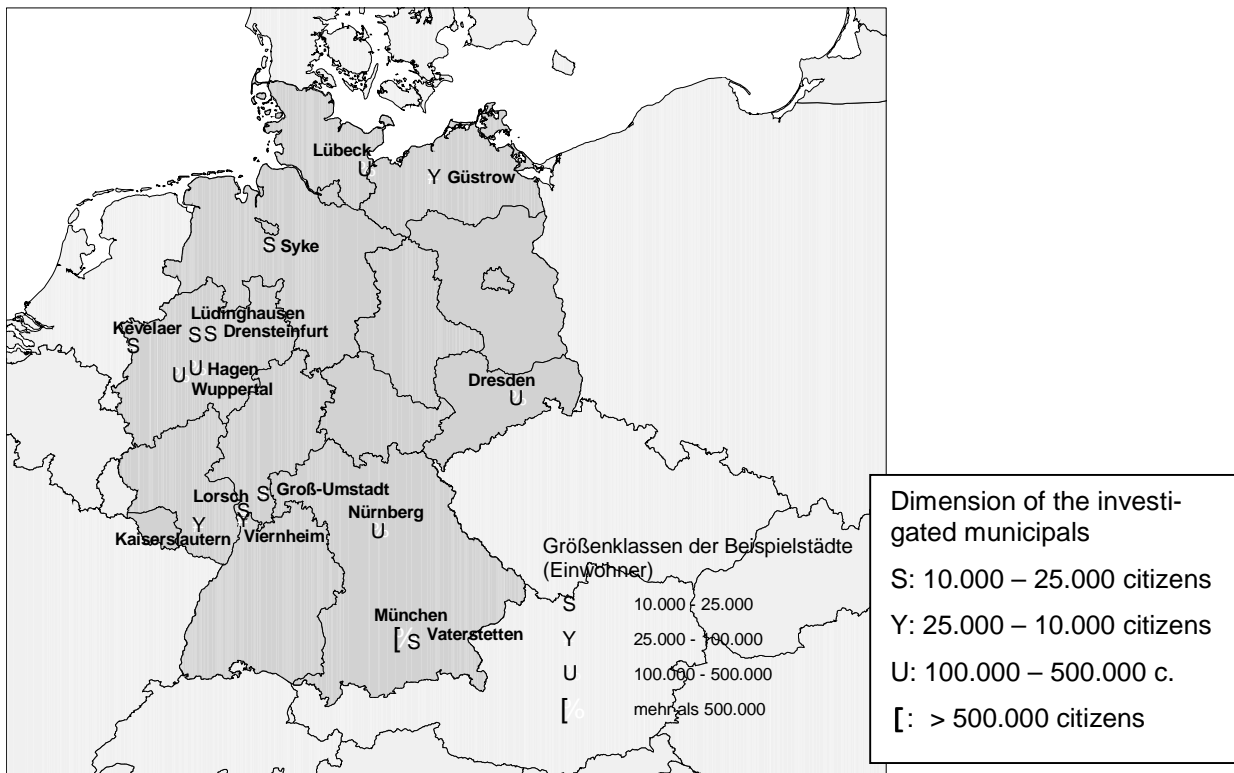 Lübeck
U
Y Güstrow
S Syke
Lüdinghausen
Kevelaer
S S Drensteinfurt
S
U Hagen
U
Wuppertal
Dresden
U
Lorsch
S Groß-Umstadt
S
Nürnberg
Y
Y
U
Kaiserslautern
Viernheim
München
[% S Vaterstetten
Größenklassen der Beispielstädte
(Einwohner)
S 10.000 - 25.000
Y 25.000 - 100.000
U 100.000 - 500.000
[% mehr als 500.000
Dimension of the investi-
gated municipals
S: 10.000 – 25.000 citizens
Y: 25.000 – 10.000 citizens
U: 100.000 – 500.000 c.
[: > 500.000 citizens